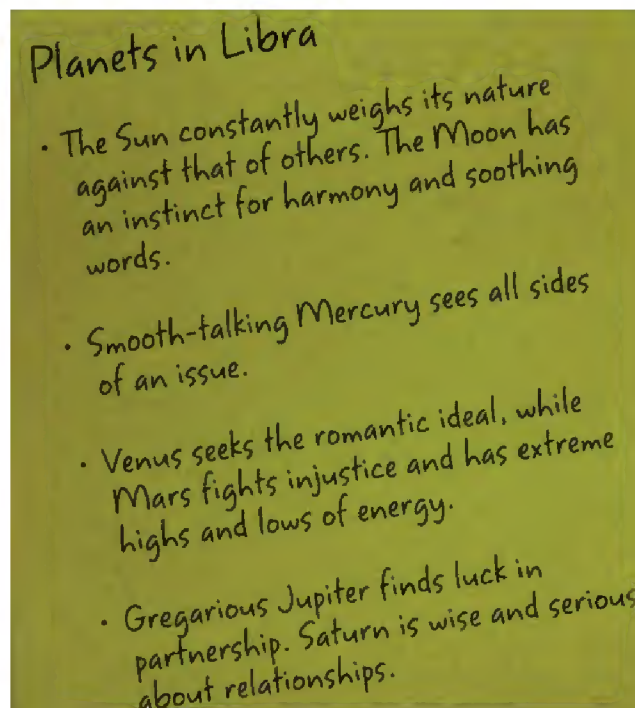 Planets in Libra
• The Sun constantly weighs its nature
against that of others. The Moon has
an instinct for harmony and soothing
words.
• Smooth-talking Mercury sees all sides
of an issue.
• Venus seeks the romantic ideal, while
Mars fights injustice and has extreme
highs and lows of energy.
• Gregarious Jupiter finds luck in
partnership. Saturn is wise and serious
about relationships.